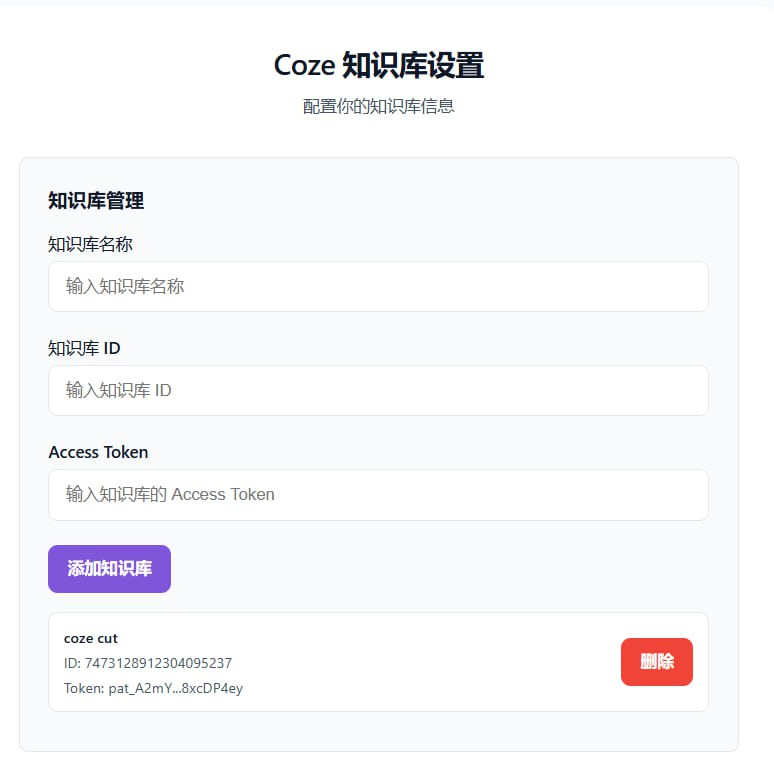 Coze 知识库设置
配置你的知识库信息
知识库管理
知识库名称
输入知识库名称
知识库 ID
输入知识库 ID
Access Token
输入知识库的 Access Token
添加知识库
coze cut
ID: 7473128912304095237
Token: pat_A2mY...8xcDP4ey
删除